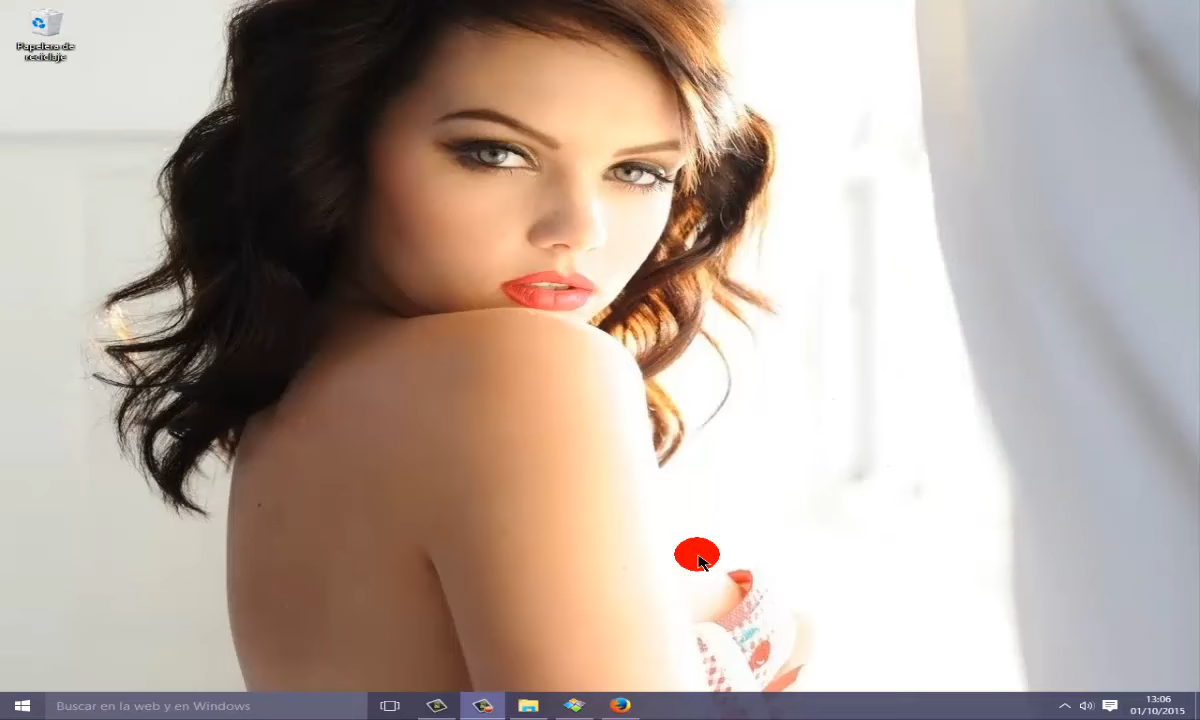 Papelera de
reciclaje
Buscar en la web y en Windows
13:06
01/10/2015